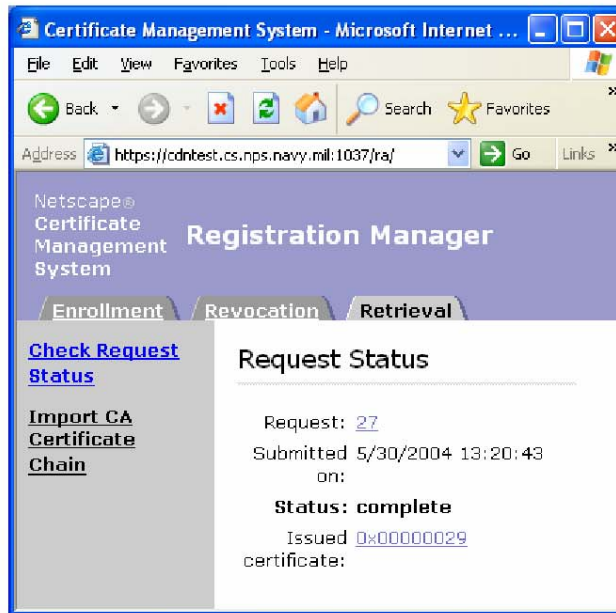 Certificate Management System - Microsoft Internet ...
File Edit View Favorites Tools Help
Back Search Favorites
Address https://cdntest.cs.nps.navy.mil:1037/ra/ Go Links
Netscape®
Certificate
Management
System
Registration Manager
Enrollment Revocation Retrieval
Check Request
Status
Import CA
Certificate
Chain
Request Status
Request: 27
Submitted 5/30/2004 13:20:43
on:
Status: complete
Issued 0x00000029
certificate: